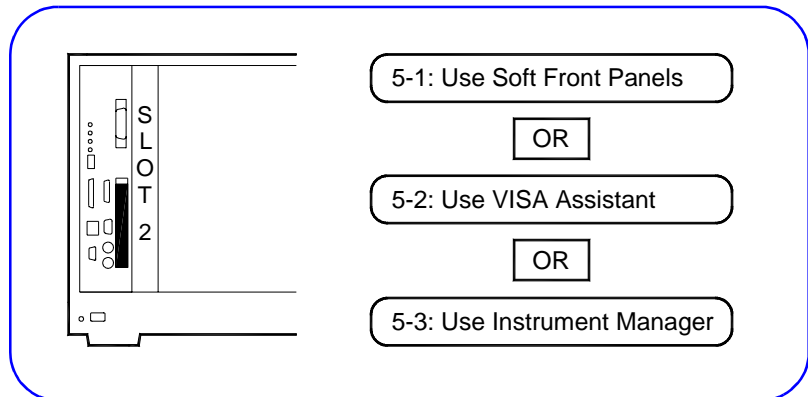 SLOT 2
5-1: Use Soft Front Panels
OR
5-2: Use VISA Assistant
OR
5-3: Use Instrument Manager